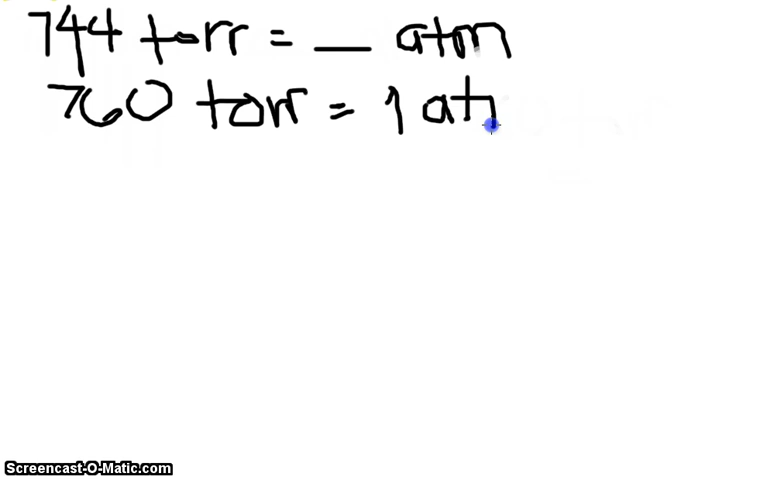 744 torr = __ atm
760 torr = 1 at
Screencast-O-Matic.com